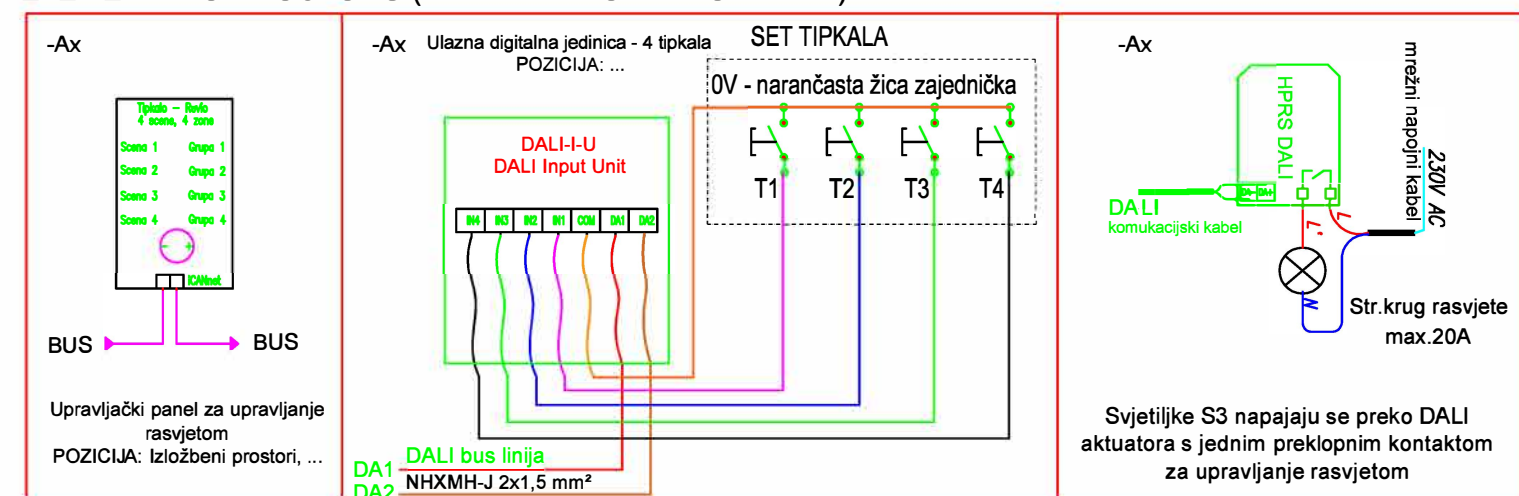 -Ax
Tipkalo - Revlo
4 scene, 4 zone
Scena 1 Grupa 1
Scena 2 Grupa 2
Scena 3 Grupa 3
Scena 4 Grupa 4
- +
ICANnet
BUS BUS
Upravljački panel za upravljanje
rasvjetom
POZICIJA: Izložbeni prostori, ...
-Ax Ulazna digitalna jedinica - 4 tipkala
POZICIJA: ...
SET TIPKALA
0V - narančasta žica zajednička
T1 T2 T3 T4
DALI-I-U
DALI Input Unit
IN4 IN3 IN2 IN1 COM DA1 DA2
DA1 DALI bus linija
DA2 NHXMH-J 2x1,5 mm²
-Ax
HPRS DALI
DA- DA+
mrežni napojni kabel
230V AC
DALI
komukacijski kabel
L' L
N
Str.krug rasvjete
max.20A
Svjetiljke S3 napajaju se preko DALI
aktuatora s jednim preklopnim kontaktom
za upravljanje rasvjetom